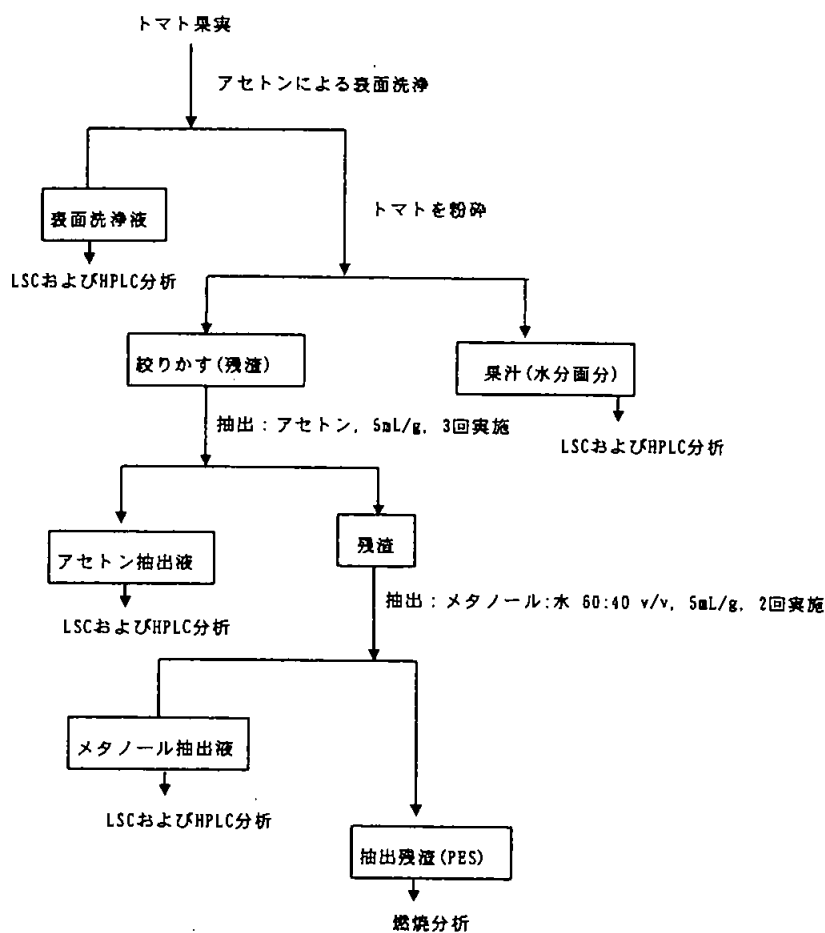 トマト果実
アセトンによる表面洗浄
表面洗浄液
トマトを粉砕
LSCおよびHPLC分析
絞りかす(残渣)
果汁(水分画分)
抽出：アセトン, 5mL/g, 3回実施
LSCおよびHPLC分析
アセトン抽出液
残渣
抽出：メタノール:水 60:40 v/v, 5mL/g, 2回実施
LSCおよびHPLC分析
メタノール抽出液
LSCおよびHPLC分析
抽出残渣(PES)
燃焼分析